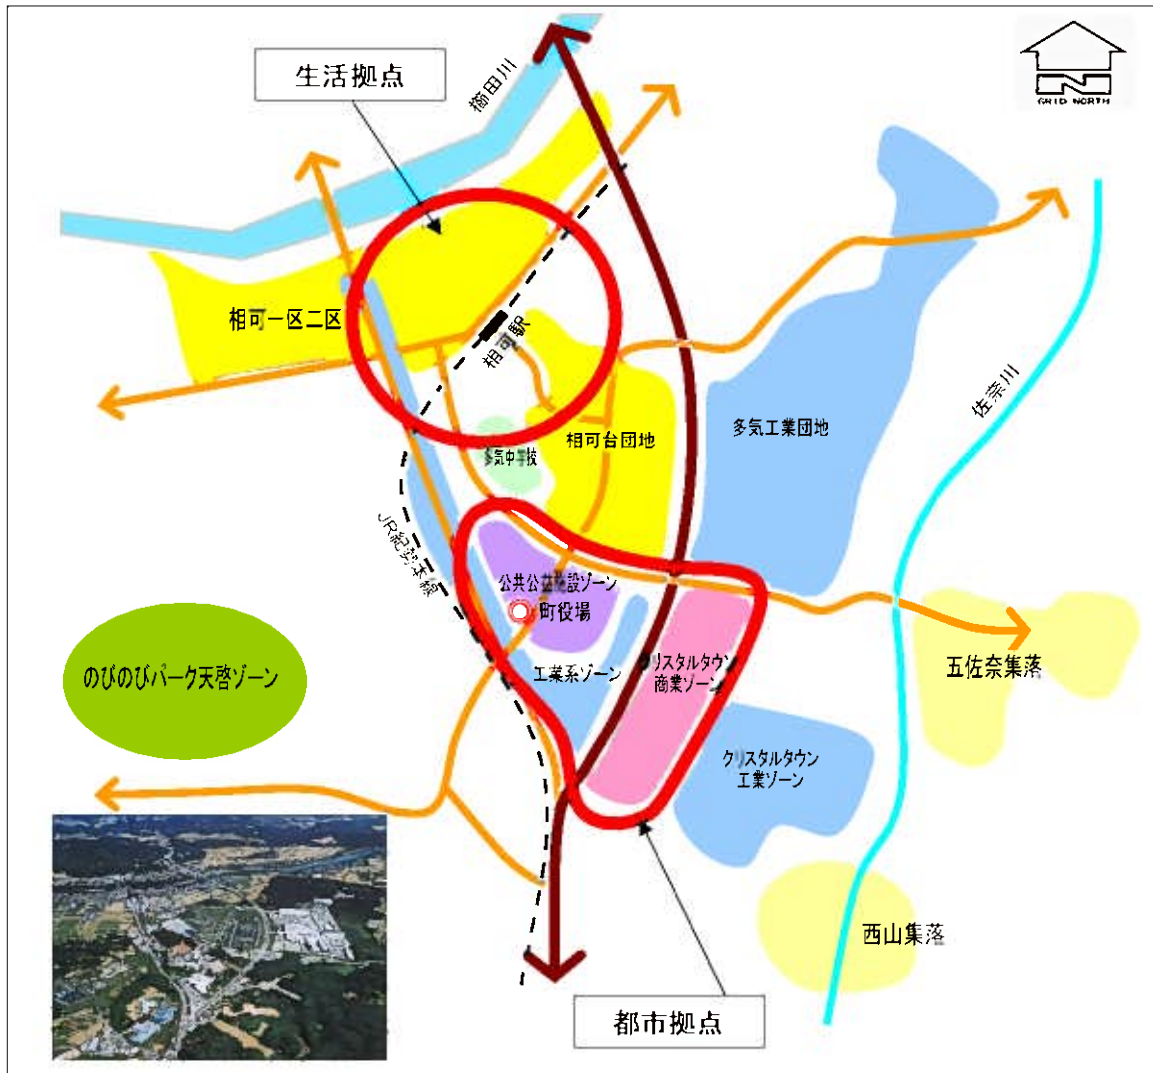 生活拠点
櫛田川
GRID NORTH
相可一区二区
相可駅
佐奈川
多気工業団地
相可台団地
多気中学校
JR紀勢本線
公共公益施設ゾーン
町役場
のびのびパーク天啓ゾーン
工業系ゾーン
クリスタルタウン
商業ゾーン
五佐奈集落
クリスタルタウン
工業ゾーン
西山集落
都市拠点